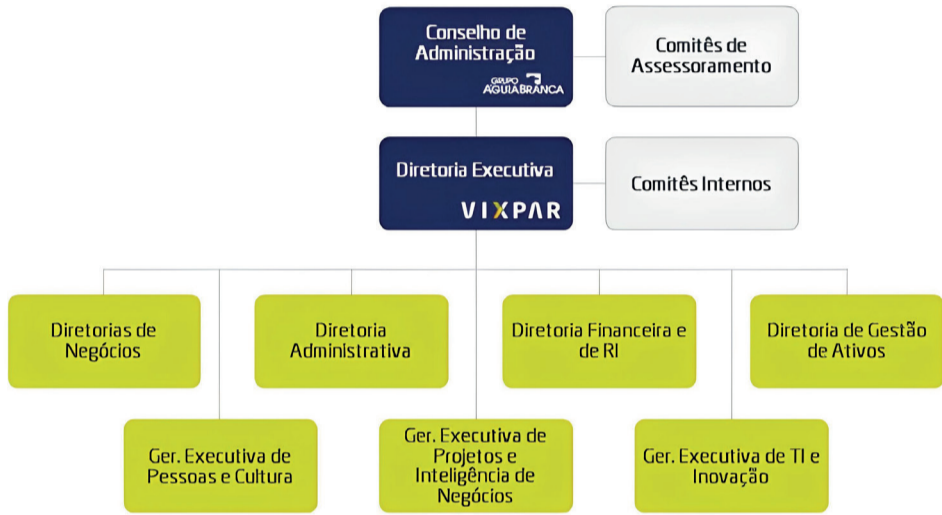 Conselho de
Administração
GRUPO
ÁGUIABRANCA
Comitês de
Assessoramento
Diretoria Executiva
VIXPAR
Comitês Internos
Diretorias de
Negócios
Diretoria
Administrativa
Diretoria Financeira e
de RI
Diretoria de Gestão
de Ativos
Ger. Executiva de
Pessoas e Cultura
Ger. Executiva de
Projetos e
Inteligência de
Negócios
Ger. Executiva de TI e
Inovação